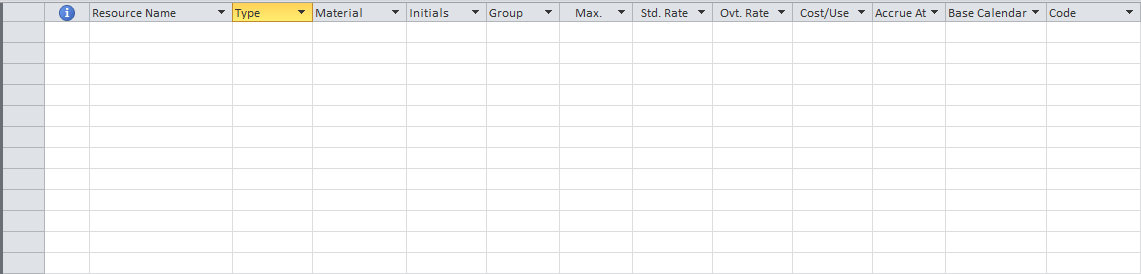 Resource Name Type Material Initials Group Max. Std. Rate Ovt. Rate Cost/Use Accrue At Base Calendar Code